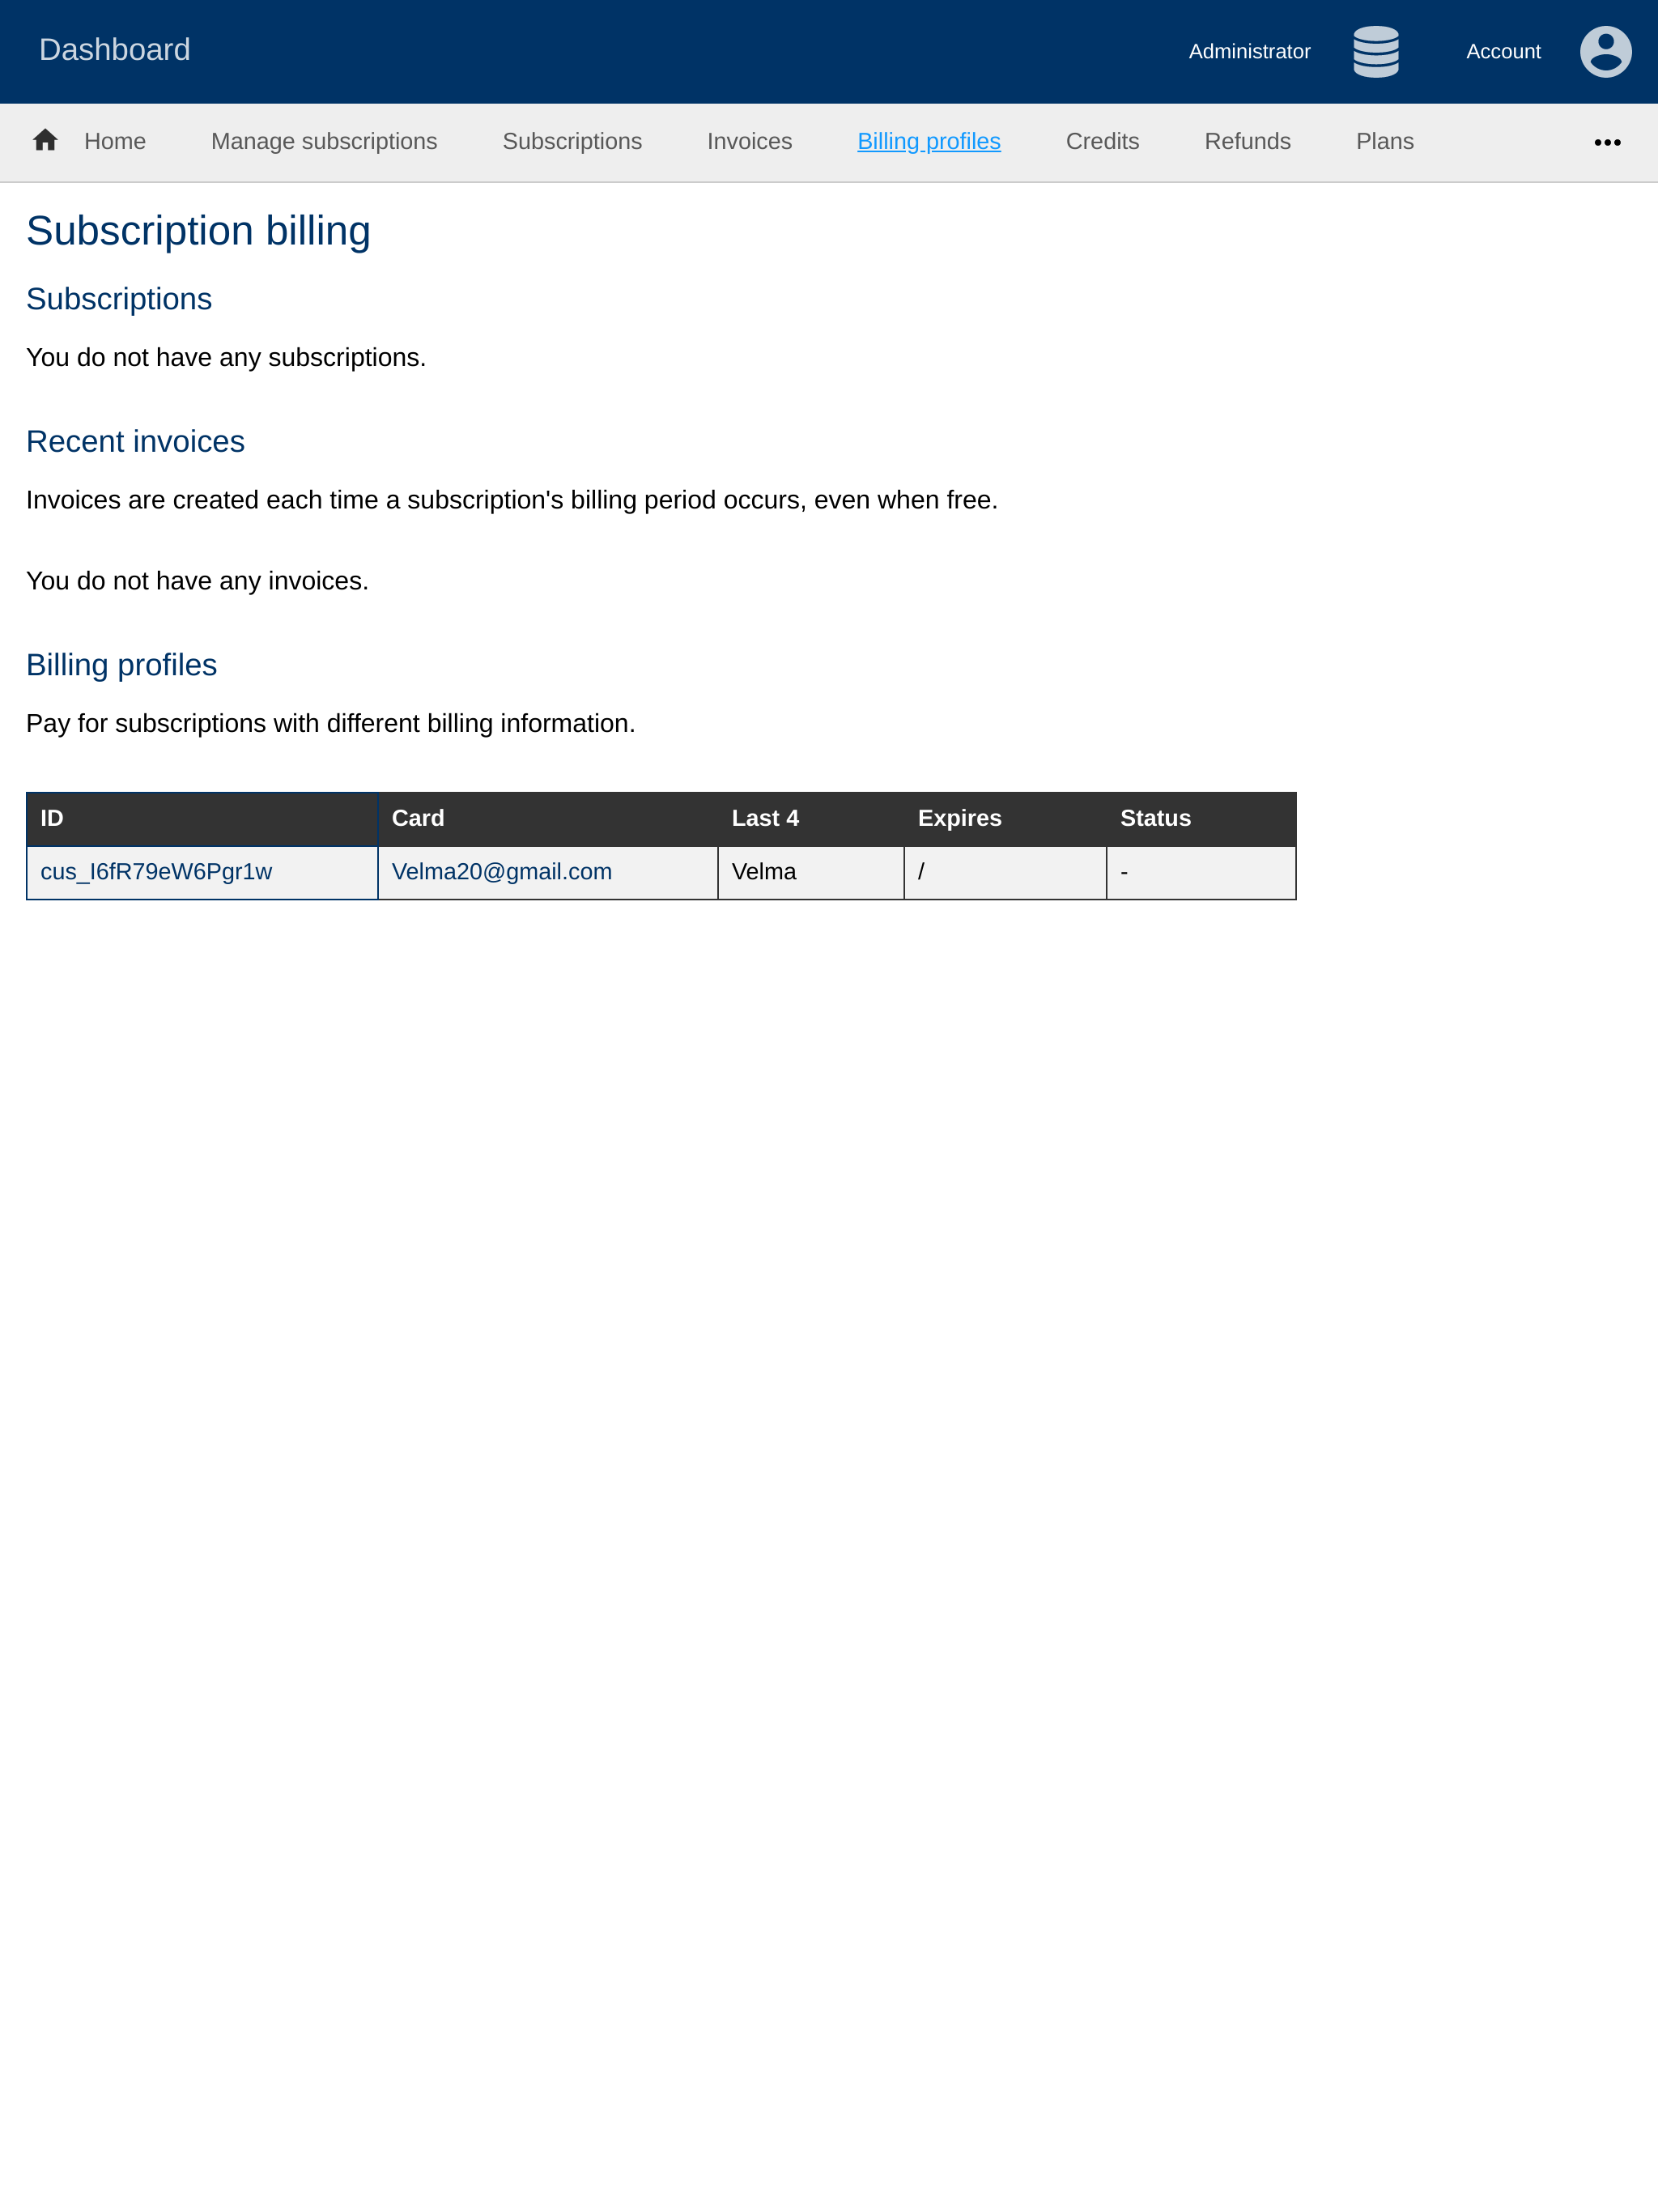 Dashboard Administrator Account
Home Manage subscriptions Subscriptions Invoices Billing profiles Credits Refunds Plans •••
Subscription billing
Subscriptions
You do not have any subscriptions.
Recent invoices
Invoices are created each time a subscription's billing period occurs, even when free.
You do not have any invoices.
Billing profiles
Pay for subscriptions with different billing information.
ID Card Last 4 Expires Status
cus_I6fR79eW6Pgr1w Velma20@gmail.com Velma / -